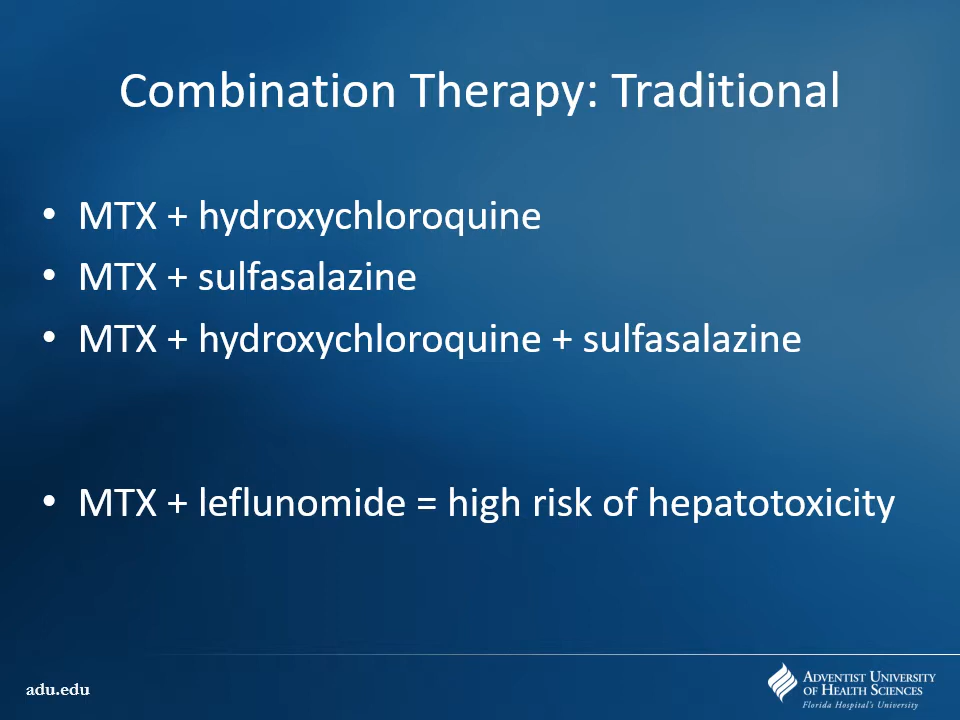 Combination Therapy: Traditional
• MTX + hydroxychloroquine
• MTX + sulfasalazine
• MTX + hydroxychloroquine + sulfasalazine
• MTX + leflunomide = high risk of hepatotoxicity
adu.edu
ADVENTIST UNIVERSITY
OF HEALTH SCIENCES
Florida Hospital's University